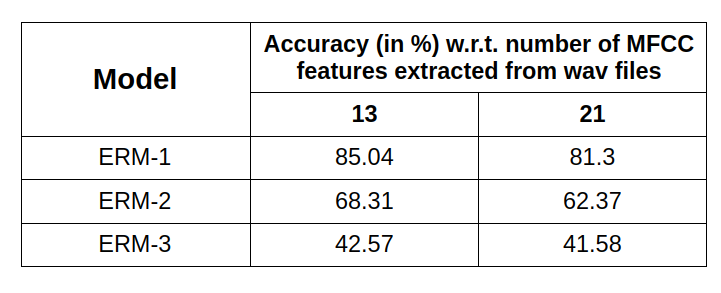 Model
Accuracy (in %) w.r.t. number of MFCC
features extracted from wav files
13 21
ERM-1 85.04 81.3
ERM-2 68.31 62.37
ERM-3 42.57 41.58